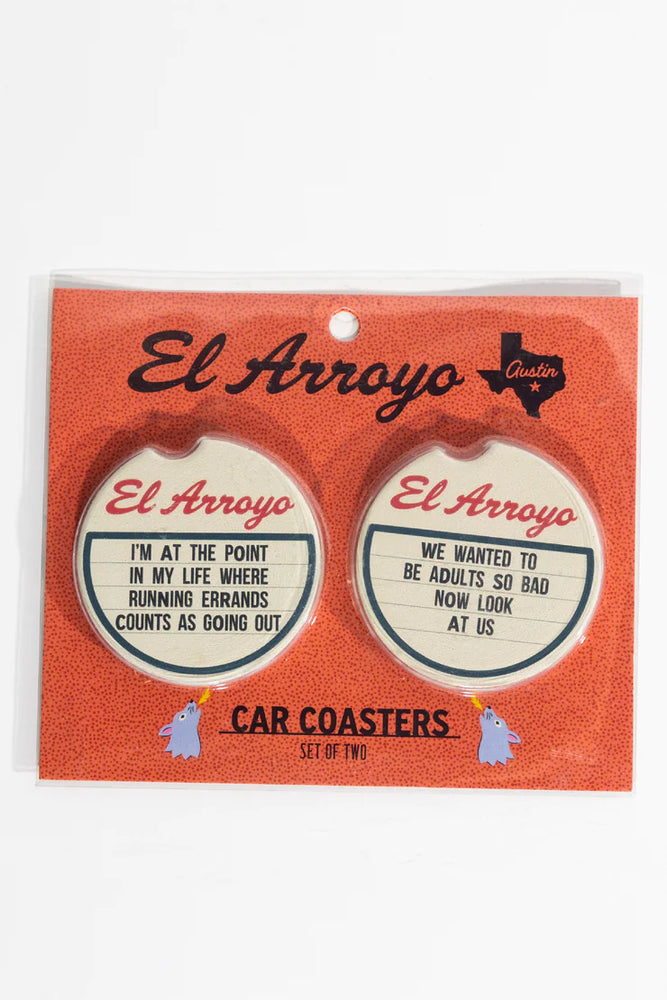 El Arroyo
Austin
El Arroyo
I'M AT THE POINT
IN MY LIFE WHERE
RUNNING ERRANDS
COUNTS AS GOING OUT
El Arroyo
WE WANTED TO
BE ADULTS SO BAD
NOW LOOK
AT US
CAR COASTERS
SET OF TWO